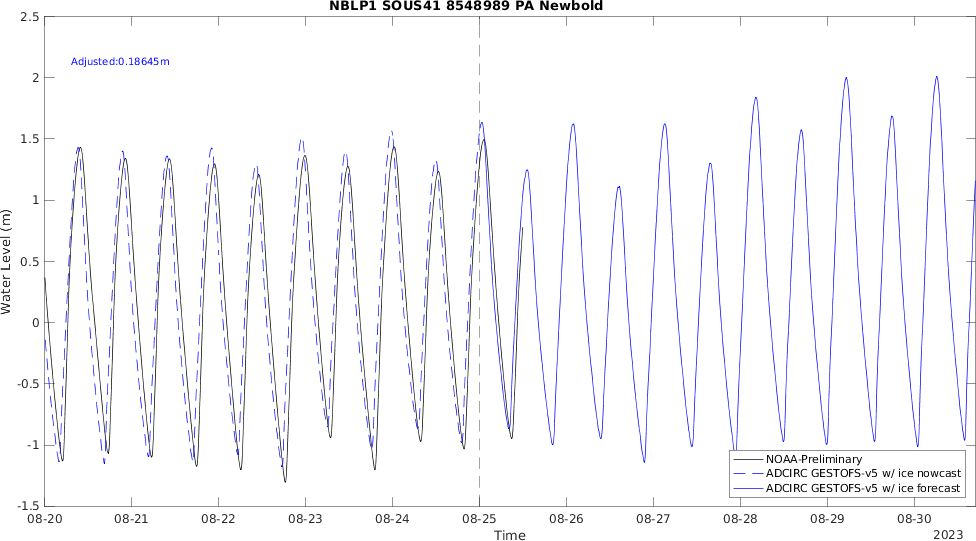 NBLP1 SOUS41 8548989 PA Newbold
2.5
Adjusted:0.18645m
2
1.5
1
0.5
0
-0.5
-1
-1.5
Water Level (m)
NOAA-Preliminary
ADCIRC GESTOFS-v5 w/ ice nowcast
ADCIRC GESTOFS-v5 w/ ice forecast
08-20 08-21 08-22 08-23 08-24 08-25 08-26 08-27 08-28 08-29 08-30
Time
2023